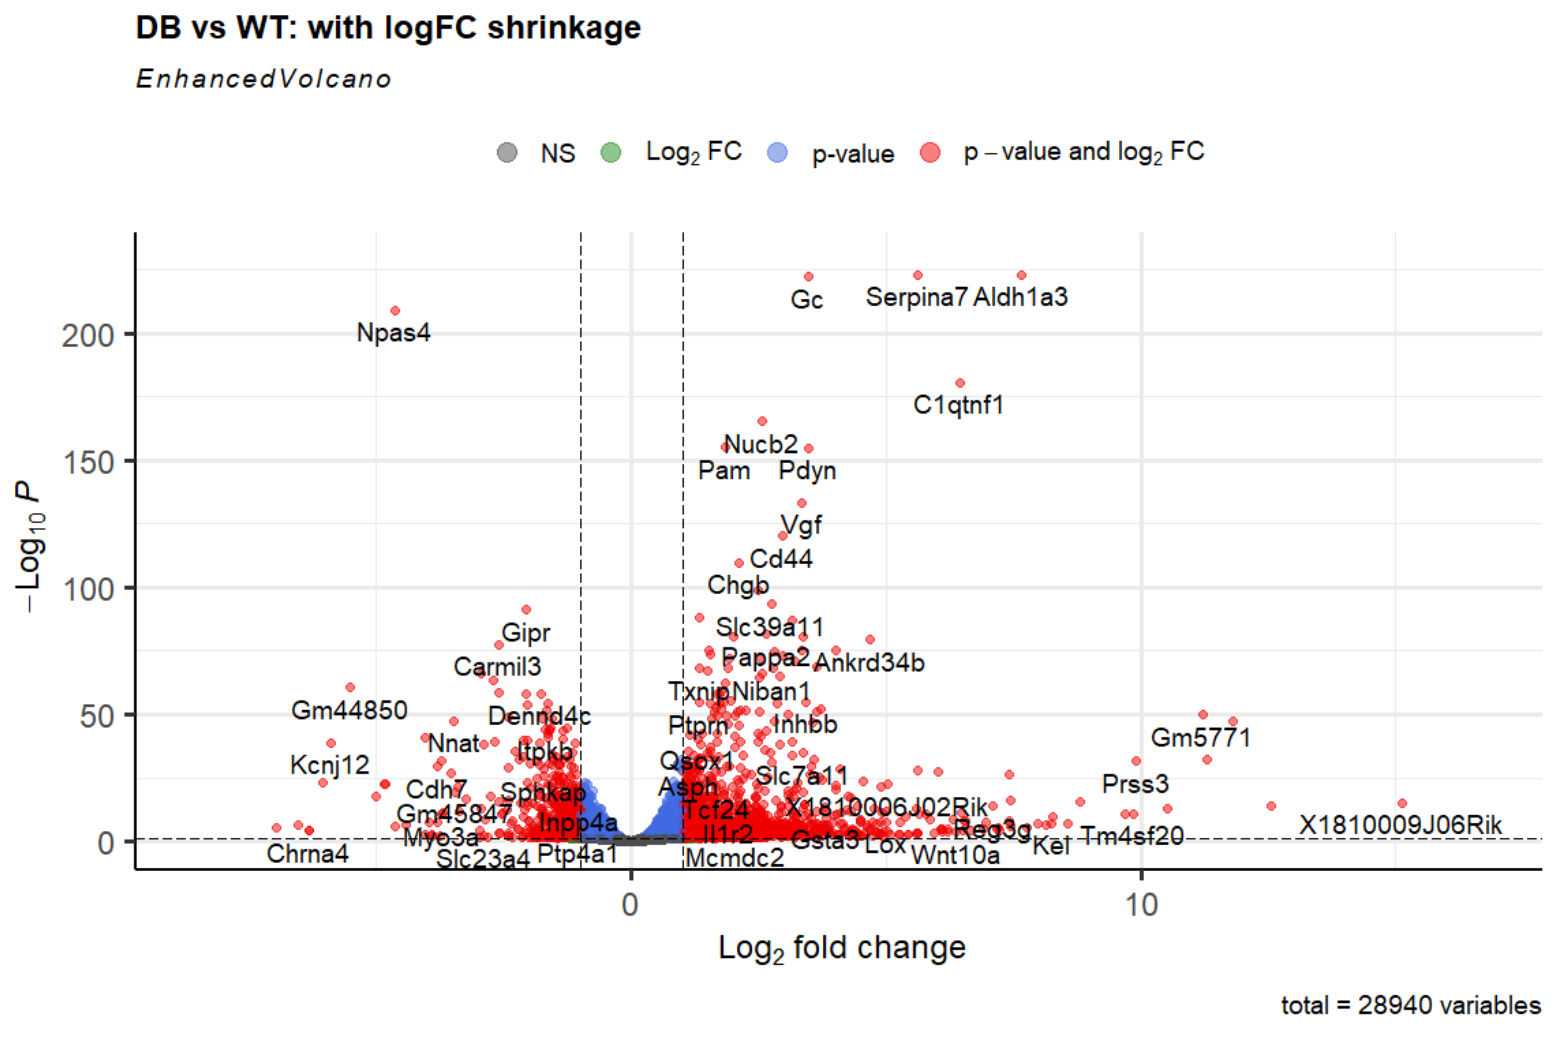 DB vs WT: with logFC shrinkage
EnhancedVolcano
NS Log2 FC p-value p − value and log2 FC
−Log10 P
200
150
100
50
0
Gc
Serpina7 Aldh1a3
Npas4
C1qtnf1
Nucb2
Pam Pdyn
Vgf
Cd44
Chgb
Gipr Slc39a11
Carmil3 Pappa2 Ankrd34b
Txnip Niban1
Gm44850 Dennd4c Ptprn Inhbb
Gm5771
Nnat Itpkb
Kcnj12 Qsox1
Slc7a11
Cdh7 Sphkap Asph Prss3
Gm45847 Tcf24 X1810006J02Rik
Inpp4a X1810009J06Rik
Myo3a Il1r2 Gsta3 Reg3g Tm4sf20
Chrna4 Slc23a4 Ptp4a1 Mcmdc2 Lox Wnt10a Kel
0 10
Log2 fold change
total = 28940 variables